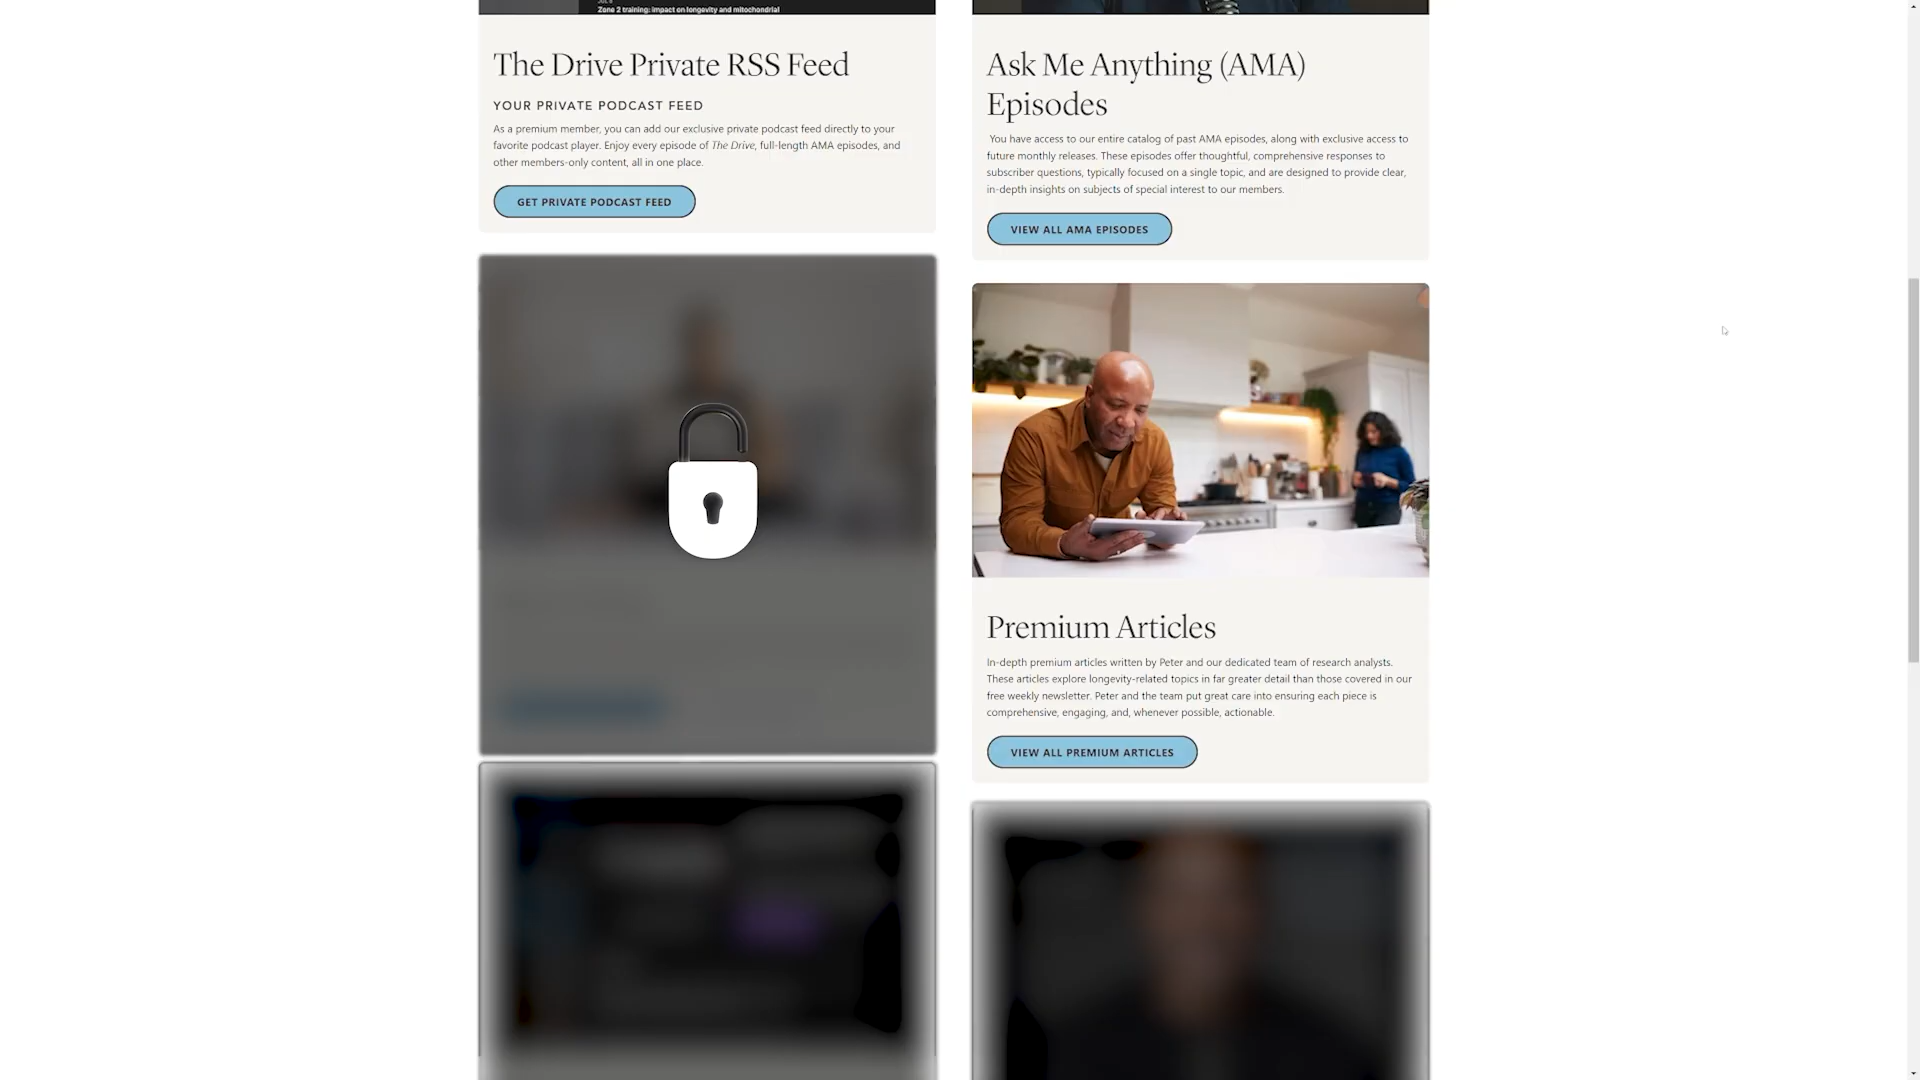 Zone 2 training: impact on longevity and mitochondrial
The Drive Private RSS Feed
YOUR PRIVATE PODCAST FEED
As a premium member, you can add our exclusive private podcast feed directly to your
favorite podcast player. Enjoy every episode of The Drive, full-length AMA episodes, and
other members-only content, all in one place.
GET PRIVATE PODCAST FEED
Ask Me Anything (AMA)
Episodes
You have access to our entire catalog of past AMA episodes, along with exclusive access to
future monthly releases. These episodes offer thoughtful, comprehensive responses to
subscriber questions, typically focused on a single topic, and are designed to provide clear,
in-depth insights on subjects of special interest to our members.
VIEW ALL AMA EPISODES
Premium Articles
In-depth premium articles written by Peter and our dedicated team of research analysts.
These articles explore longevity-related topics in far greater detail than those covered in our
free weekly newsletter. Peter and the team put great care into ensuring each piece is
comprehensive, engaging, and, whenever possible, actionable.
VIEW ALL PREMIUM ARTICLES